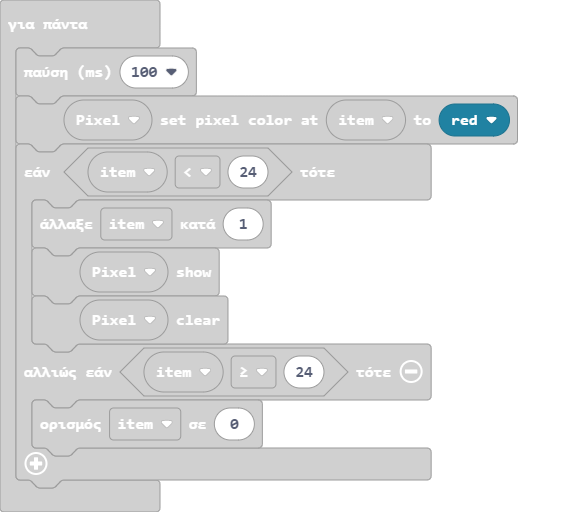 για πάντα
παύση (ms) 100
Pixel set pixel color at item to red
εάν item < 24 τότε
άλλαξε item κατά 1
Pixel show
Pixel clear
αλλιώς εάν item ≥ 24 τότε
ορισμός item σε 0